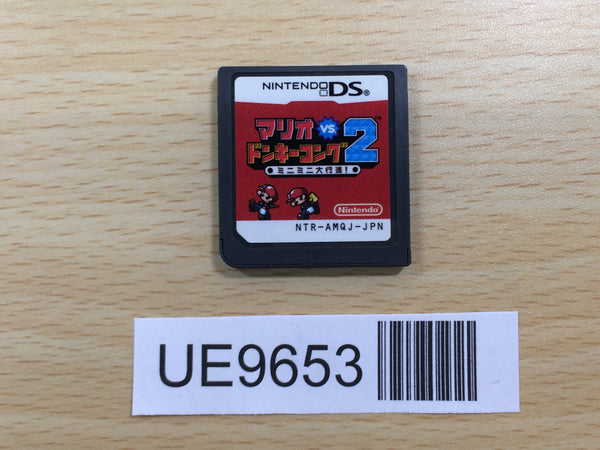 NINTENDO DS®
マリオ VS
ドンキーコング 2™
ミニミニ大行進!
Nintendo
NTR-AMQJ-JPN
UE9653